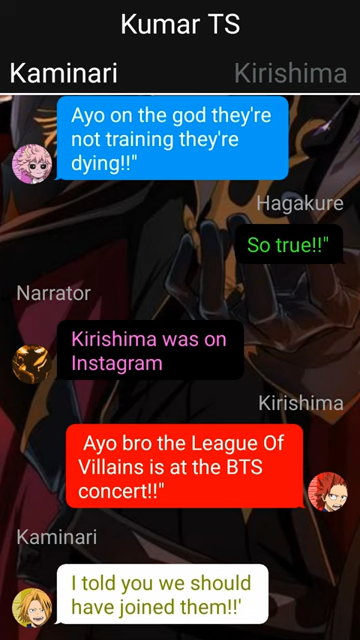 Kumar TS
Kaminari
Kirishima
Ayo on the god they're
not training they're
dying!!"
Hagakure
So true!!"
Narrator
Kirishima was on
Instagram
Kirishima
Ayo bro the League Of
Villains is at the BTS
concert!!"
Kaminari
I told you we should
have joined them!!'